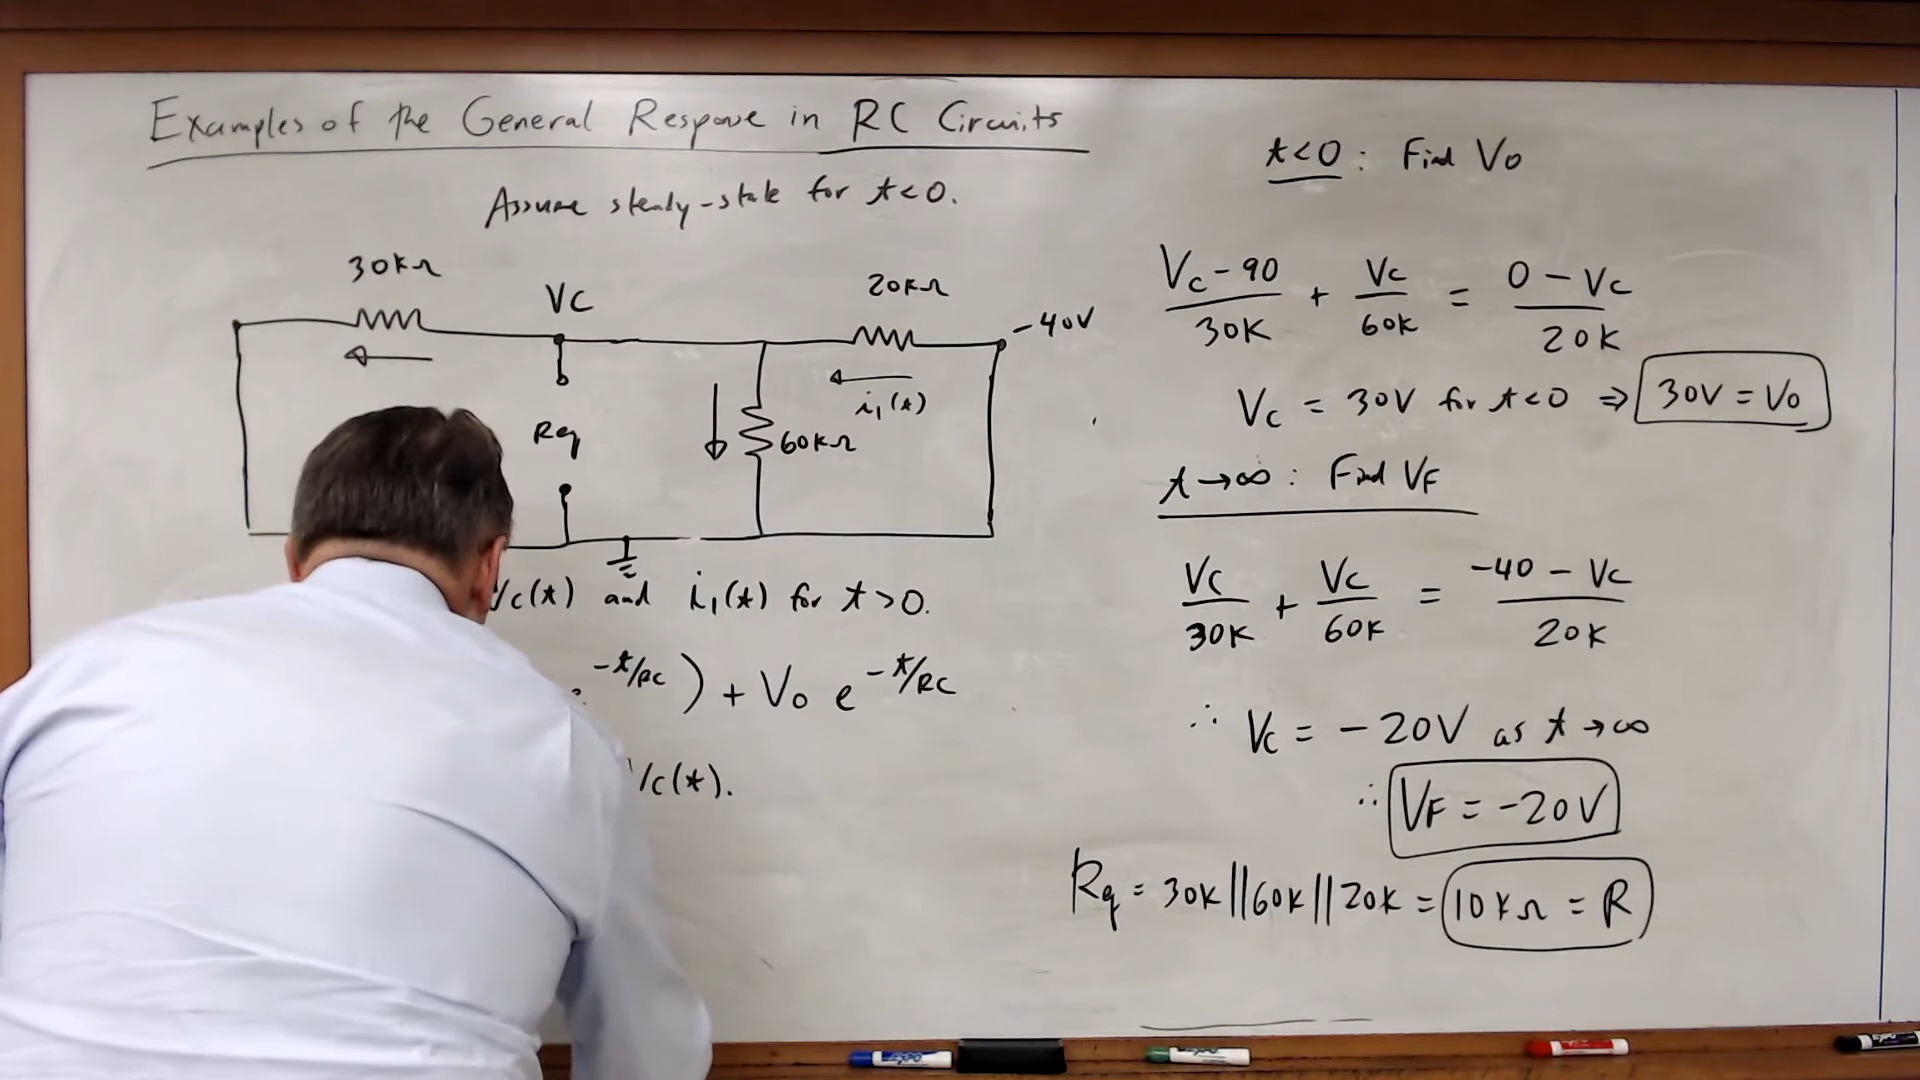 Examples of the General Response in RC Circuits
Assume steady-state for t<0.
30kΩ
VC
20kΩ
-40V
i₁(t)
Req
60kΩ
Vc(t) and i₁(t) for t>0.
e^(-t/RC) ) + V₀ e^(-t/RC)
Vc(t).
t<0: Find V₀
(Vc-90)/30K + Vc/60K = (0-Vc)/20K
Vc = 30V for t<0 ⇒ 30V = V₀
t→∞: Find VF
Vc/30K + Vc/60K = (-40-Vc)/20K
∴ Vc = -20V as t→∞
∴ VF = -20V
Rq = 30K||60K||20K = 10KΩ = R